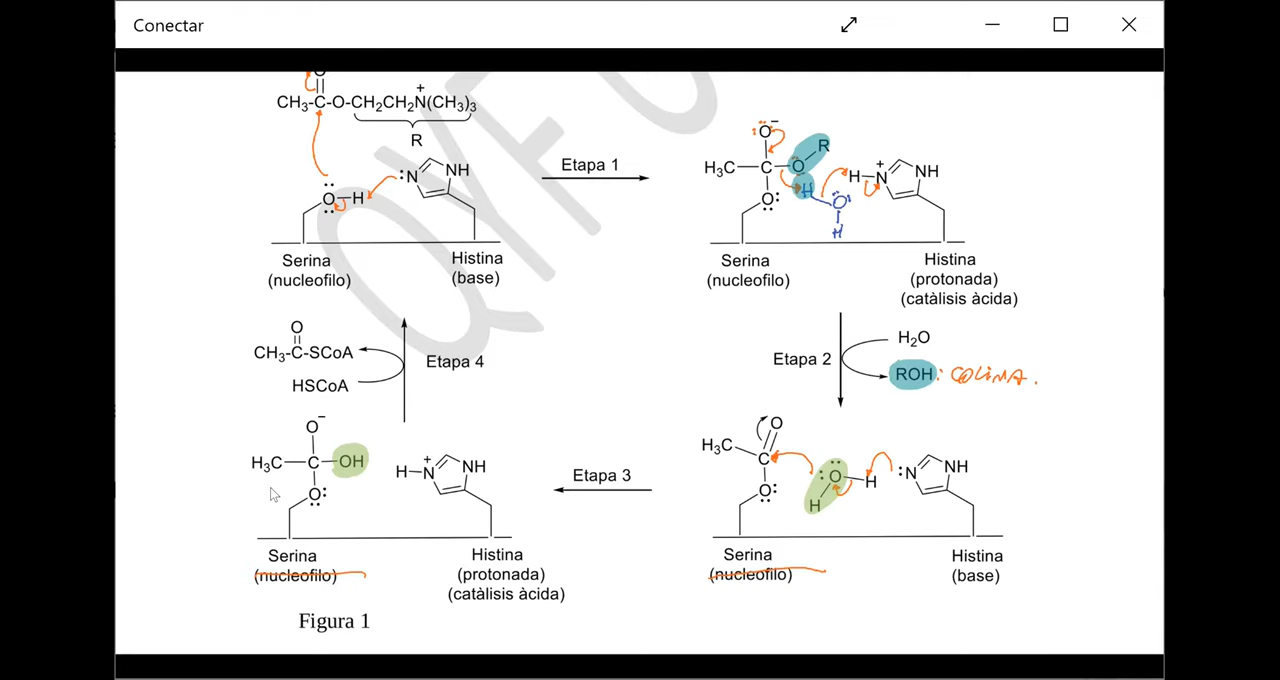 Conectar
O
CH₃-C-O-CH₂CH₂N(CH₃)₃
+
R
:N NH
O-H
Serina
(nucleofilo)
Histina
(base)
Etapa 1
O⁻
R
H₃C-C-O
H
O
H
O:
H-N NH
+
Serina
(nucleofilo)
Histina
(protonada)
(catàlisis àcida)
O
CH₃-C-SCoA
HSCoA
Etapa 4
Etapa 2
H₂O
ROH: COLINA.
O⁻
H₃C-C-OH
O:
H-N NH
+
Etapa 3
O
H₃C
C
O:
O
H
H
:N NH
Serina
(nucleofilo)
Histina
(protonada)
(catàlisis àcida)
Serina
(nucleofilo)
Histina
(base)
Figura 1